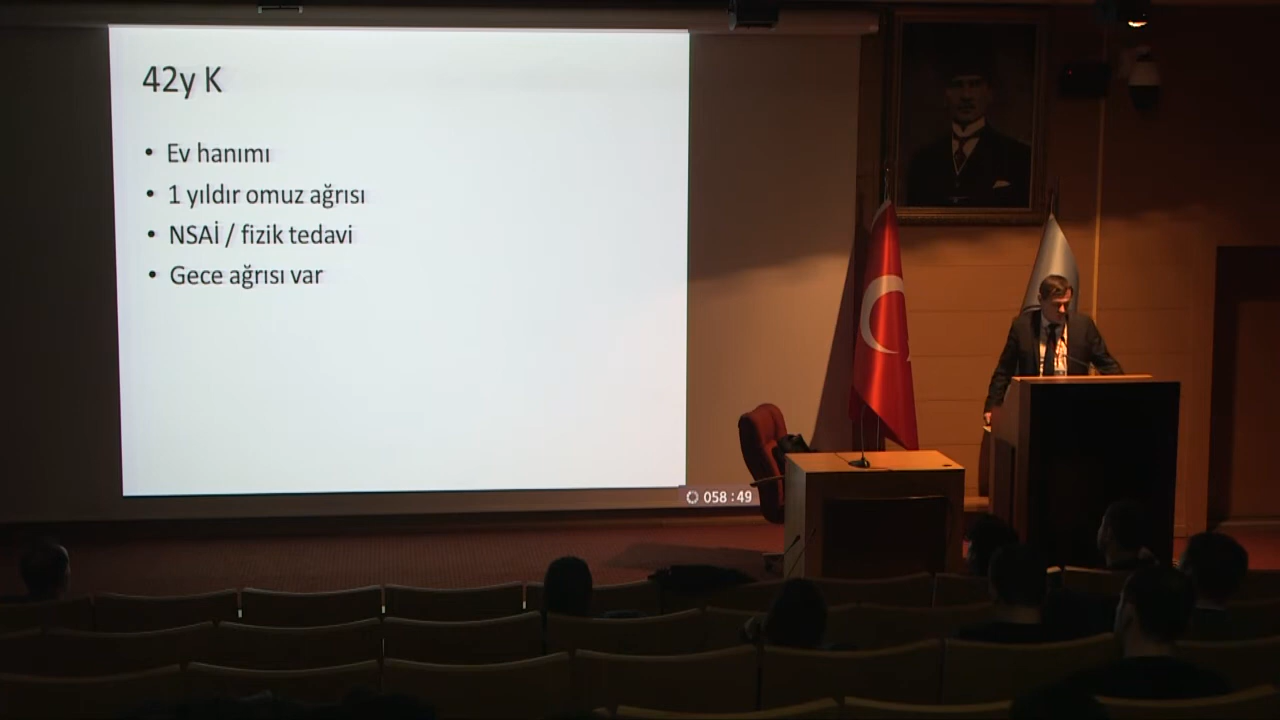 42y K
• Ev hanımı
• 1 yıldır omuz ağrısı
• NSAİ / fizik tedavi
• Gece ağrısı var
058 : 49